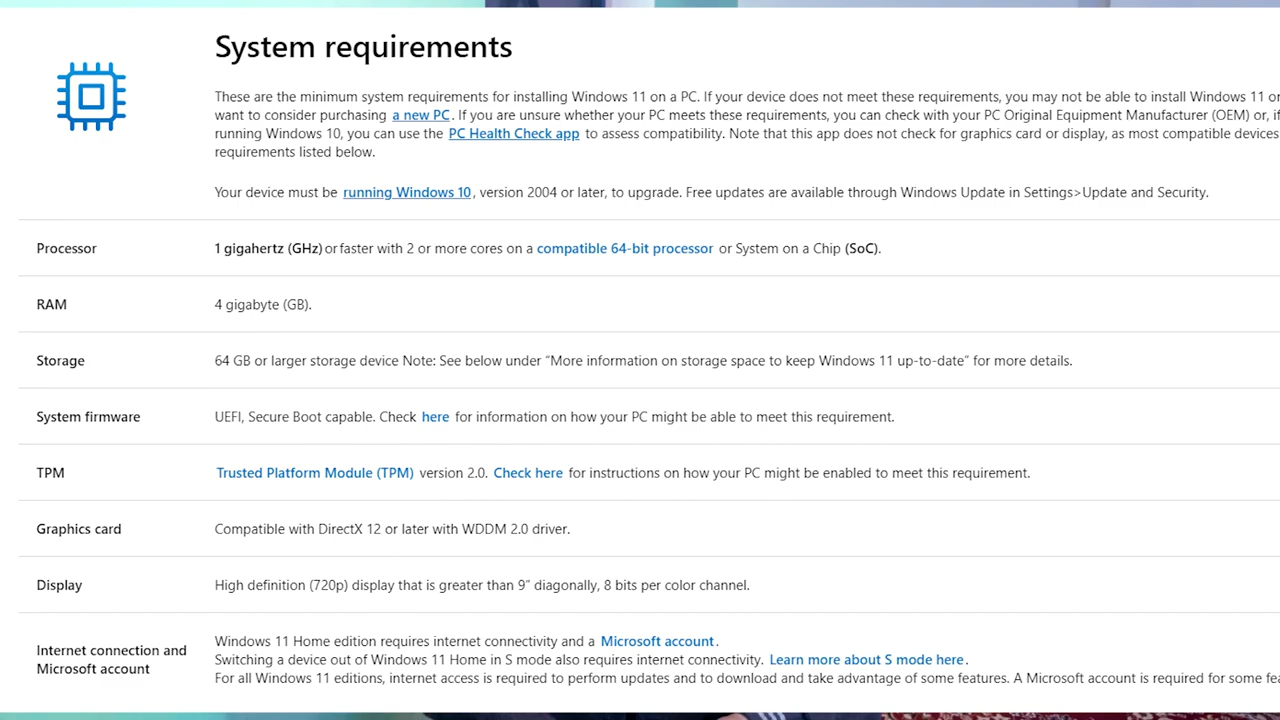 System requirements
These are the minimum system requirements for installing Windows 11 on a PC. If your device does not meet these requirements, you may not be able to install Windows 11 or
want to consider purchasing a new PC. If you are unsure whether your PC meets these requirements, you can check with your PC Original Equipment Manufacturer (OEM) or, if
running Windows 10, you can use the PC Health Check app to assess compatibility. Note that this app does not check for graphics card or display, as most compatible devices
requirements listed below.
Your device must be running Windows 10, version 2004 or later, to upgrade. Free updates are available through Windows Update in Settings>Update and Security.
Processor
1 gigahertz (GHz) or faster with 2 or more cores on a compatible 64-bit processor or System on a Chip (SoC).
RAM
4 gigabyte (GB).
Storage
64 GB or larger storage device Note: See below under "More information on storage space to keep Windows 11 up-to-date" for more details.
System firmware
UEFI, Secure Boot capable. Check here for information on how your PC might be able to meet this requirement.
TPM
Trusted Platform Module (TPM) version 2.0. Check here for instructions on how your PC might be enabled to meet this requirement.
Graphics card
Compatible with DirectX 12 or later with WDDM 2.0 driver.
Display
High definition (720p) display that is greater than 9" diagonally, 8 bits per color channel.
Internet connection and
Microsoft account
Windows 11 Home edition requires internet connectivity and a Microsoft account.
Switching a device out of Windows 11 Home in S mode also requires internet connectivity. Learn more about S mode here.
For all Windows 11 editions, internet access is required to perform updates and to download and take advantage of some features. A Microsoft account is required for some